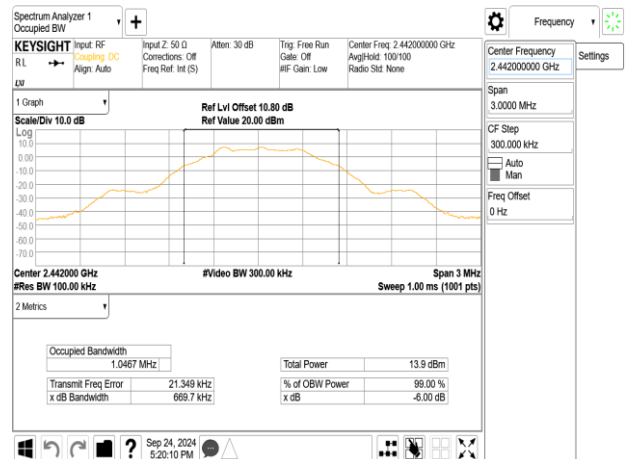 Spectrum Analyzer 1
Occupied BW
Frequency
KEYSIGHT
Input: RF
Coupling: DC
Align: Auto
Input Z: 50 Ω
Corrections: Off
Freq Ref: Int (S)
Atten: 30 dB
Trig: Free Run
Gate: Off
#IF Gain: Low
Center Freq: 2.442000000 GHz
Avg|Hold: 100/100
Radio Std: None
R L
LXI
Center Frequency
2.442000000 GHz
Settings
Span
3.0000 MHz
CF Step
300.000 kHz
Auto
Man
Freq Offset
0 Hz
1 Graph
Scale/Div 10.0 dB
Ref Lvl Offset 10.80 dB
Ref Value 20.00 dBm
Log
10.0
0.00
-10.0
-20.0
-30.0
-40.0
-50.0
-60.0
-70.0
Center 2.442000 GHz
#Res BW 100.00 kHz
#Video BW 300.00 kHz
Span 3 MHz
Sweep 1.00 ms (1001 pts)
2 Metrics
Occupied Bandwidth
1.0467 MHz
Total Power 13.9 dBm
Transmit Freq Error 21.349 kHz
% of OBW Power 99.00 %
x dB Bandwidth 669.7 kHz
x dB -6.00 dB
?
Sep 24, 2024
5:20:10 PM